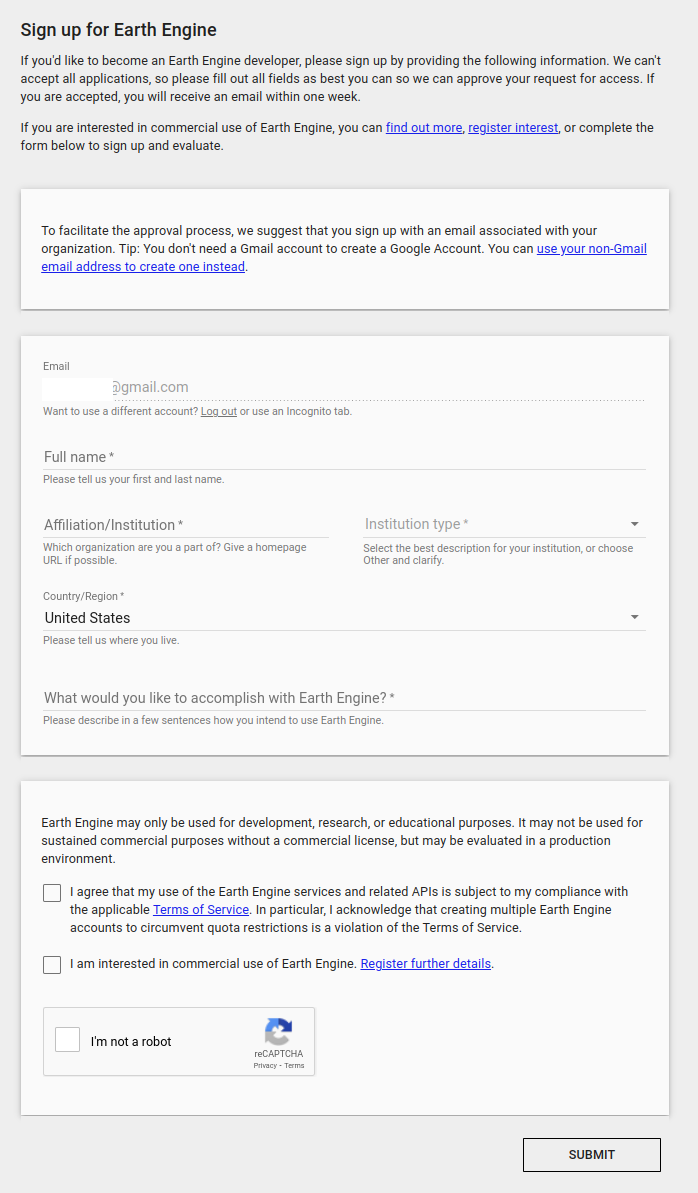 Sign up for Earth Engine
If you'd like to become an Earth Engine developer, please sign up by providing the following information. We can't
accept all applications, so please fill out all fields as best you can so we can approve your request for access. If
you are accepted, you will receive an email within one week.
If you are interested in commercial use of Earth Engine, you can find out more, register interest, or complete the
form below to sign up and evaluate.
To facilitate the approval process, we suggest that you sign up with an email associated with your
organization. Tip: You don't need a Gmail account to create a Google Account. You can use your non-Gmail
email address to create one instead.
Email
@gmail.com
Want to use a different account? Log out or use an Incognito tab.
Full name *
Please tell us your first and last name.
Affiliation/Institution *
Which organization are you a part of? Give a homepage
URL if possible.
Institution type *
Select the best description for your institution, or choose
Other and clarify.
Country/Region *
United States
Please tell us where you live.
What would you like to accomplish with Earth Engine? *
Please describe in a few sentences how you intend to use Earth Engine.
Earth Engine may only be used for development, research, or educational purposes. It may not be used for
sustained commercial purposes without a commercial license, but may be evaluated in a production
environment.
I agree that my use of the Earth Engine services and related APIs is subject to my compliance with
the applicable Terms of Service. In particular, I acknowledge that creating multiple Earth Engine
accounts to circumvent quota restrictions is a violation of the Terms of Service.
I am interested in commercial use of Earth Engine. Register further details.
I'm not a robot
reCAPTCHA
Privacy - Terms
SUBMIT